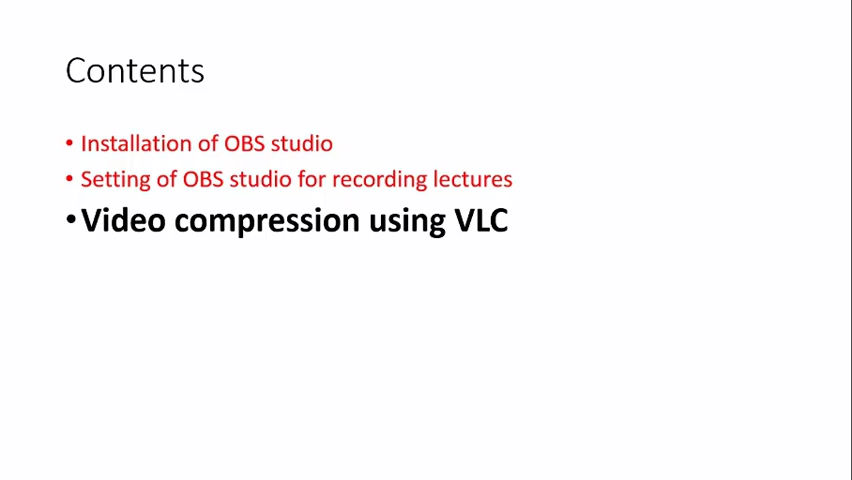 Contents
• Installation of OBS studio
• Setting of OBS studio for recording lectures
• Video compression using VLC